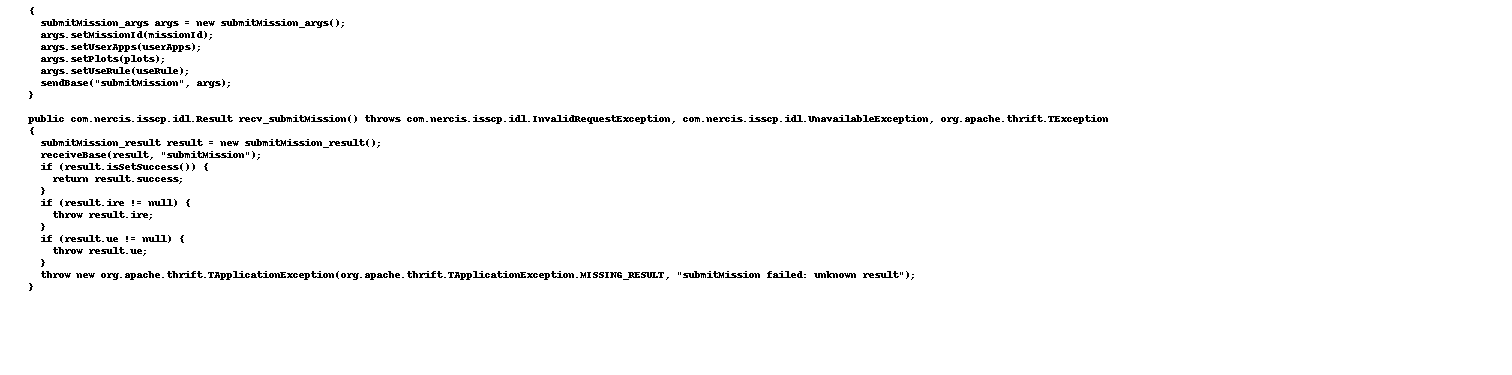 {
submitMission_args args = new submitMission_args();
args.setMissionId(missionId);
args.setUserApps(userApps);
args.setPlots(plots);
args.setUseRule(useRule);
sendBase("submitMission", args);
}
public com.nercis.isscp.idl.Result recv_submitMission() throws com.nercis.isscp.idl.InvalidRequestException, com.nercis.isscp.idl.UnavailableException, org.apache.thrift.TException
{
submitMission_result result = new submitMission_result();
receiveBase(result, "submitMission");
if (result.isSetSuccess()) {
return result.success;
}
if (result.ire != null) {
throw result.ire;
}
if (result.ue != null) {
throw result.ue;
}
throw new org.apache.thrift.TApplicationException(org.apache.thrift.TApplicationException.MISSING_RESULT, "submitMission failed: unknown result");
}